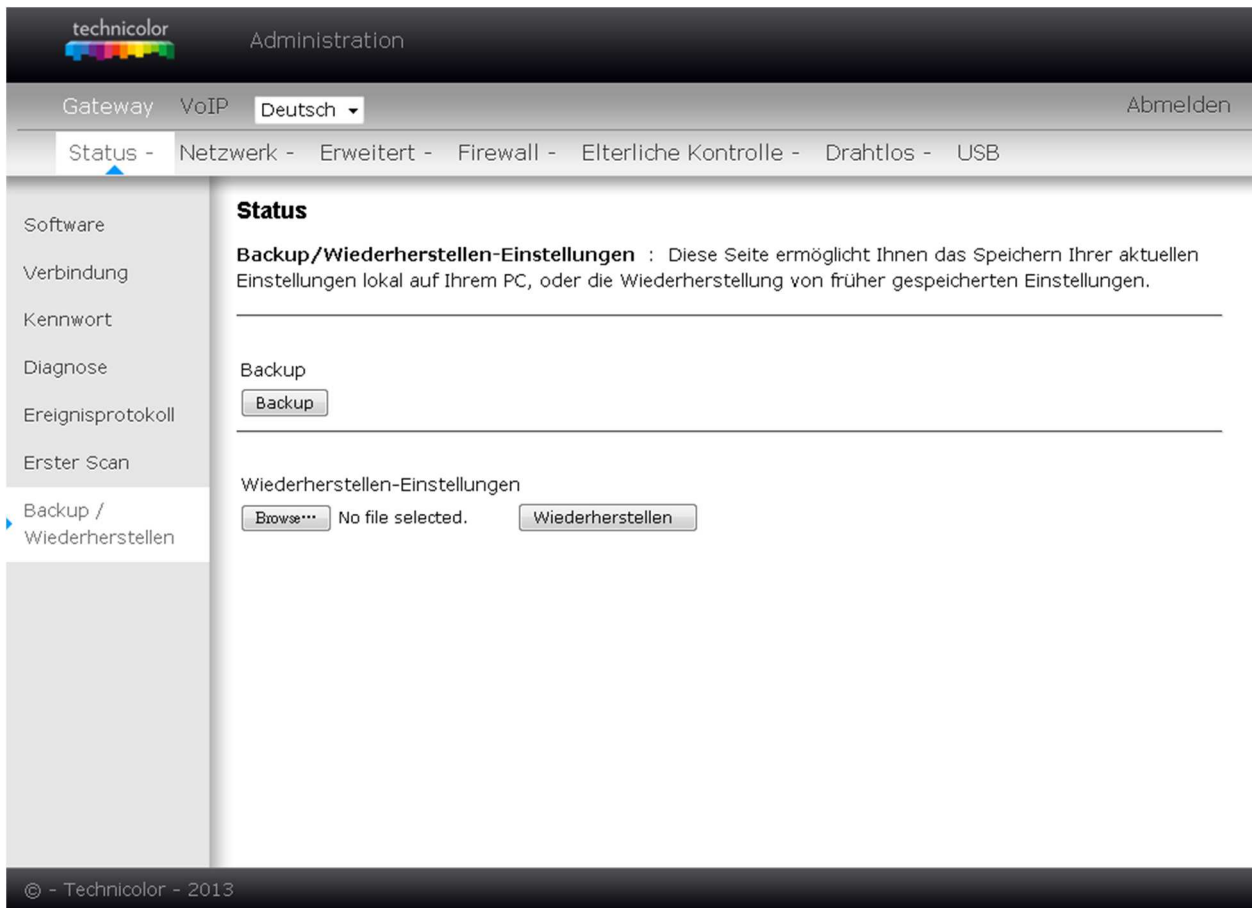 technicolor
Administration
Gateway VoIP Deutsch Abmelden
Status - Netzwerk - Erweitert - Firewall - Elterliche Kontrolle - Drahtlos - USB
Software
Verbindung
Kennwort
Diagnose
Ereignisprotokoll
Erster Scan
Backup /
Wiederherstellen
Status
Backup/Wiederherstellen-Einstellungen : Diese Seite ermöglicht Ihnen das Speichern Ihrer aktuellen
Einstellungen lokal auf Ihrem PC, oder die Wiederherstellung von früher gespeicherten Einstellungen.
Backup
Backup
Wiederherstellen-Einstellungen
Browse… No file selected. Wiederherstellen
© - Technicolor - 2013